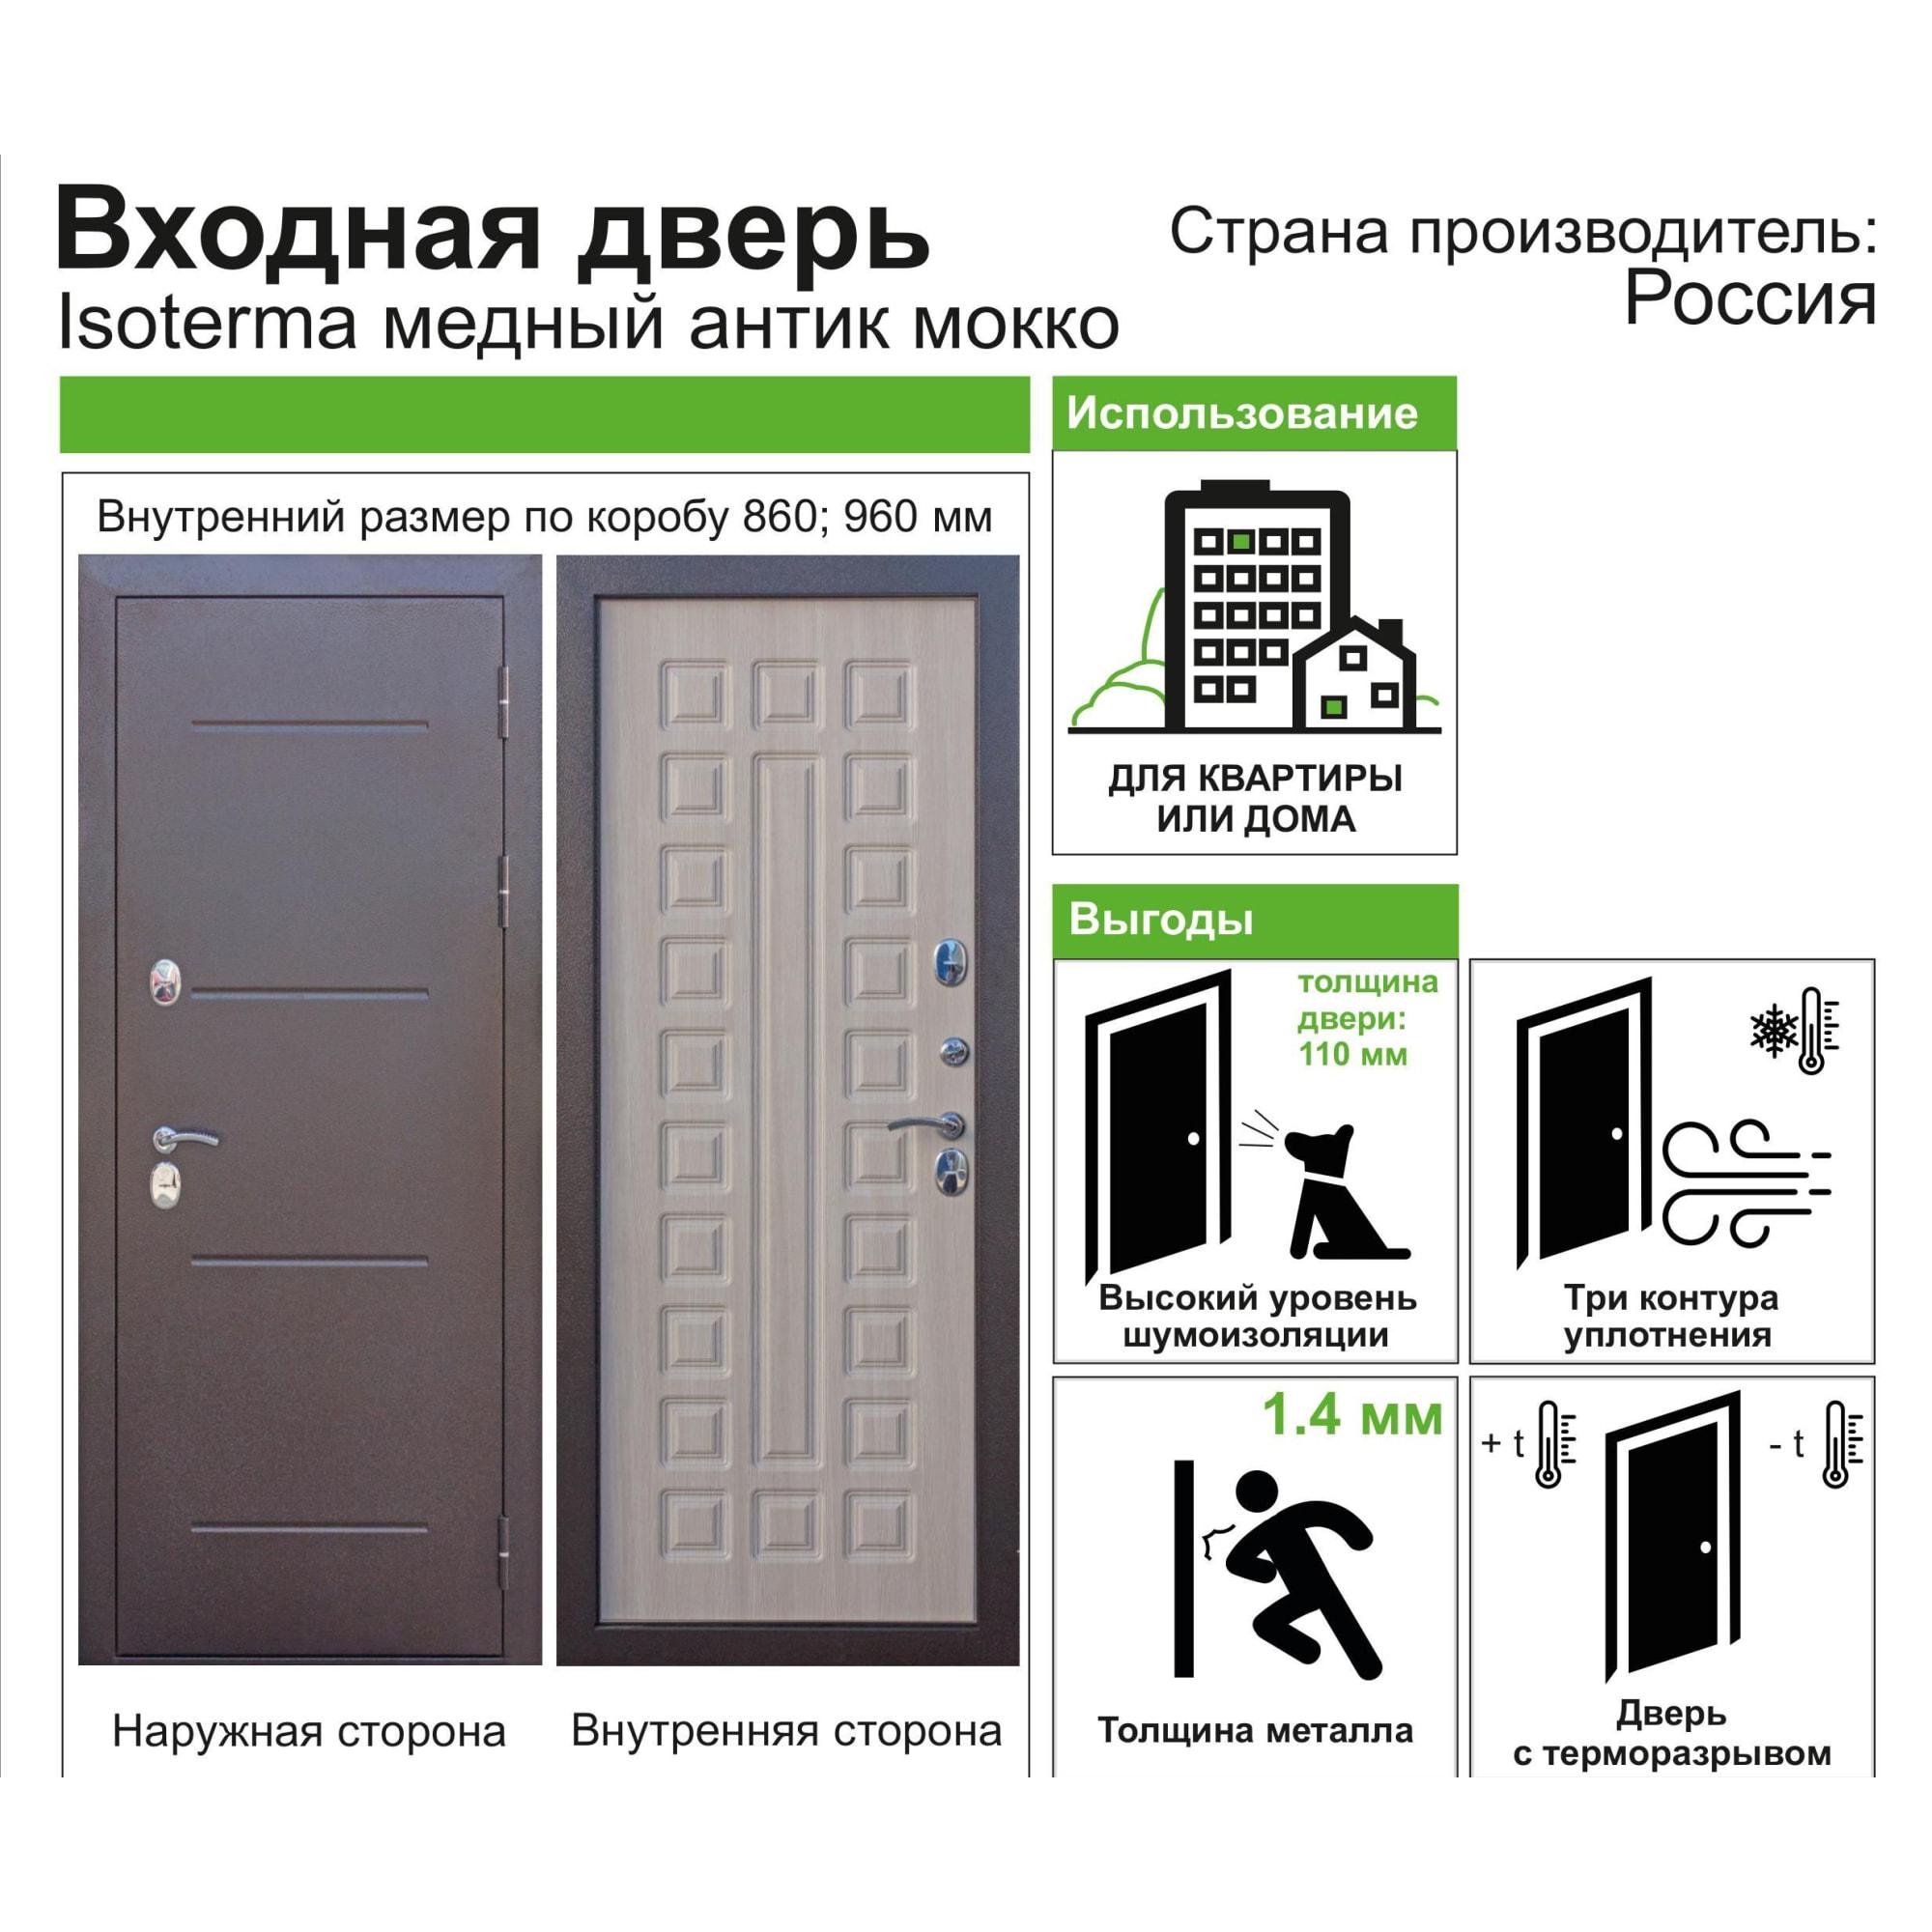 Входная дверь
Isoterma медный антик мокко
Страна производитель:
Россия
Внутренний размер по коробу 860; 960 мм
Наружная сторона
Внутренняя сторона
Использование
ДЛЯ КВАРТИРЫ
ИЛИ ДОМА
Выгоды
толщина
двери:
110 мм
Высокий уровень
шумоизоляции
Три контура
уплотнения
1.4 мм
Толщина металла
+ t
- t
Дверь
с терморазрывом